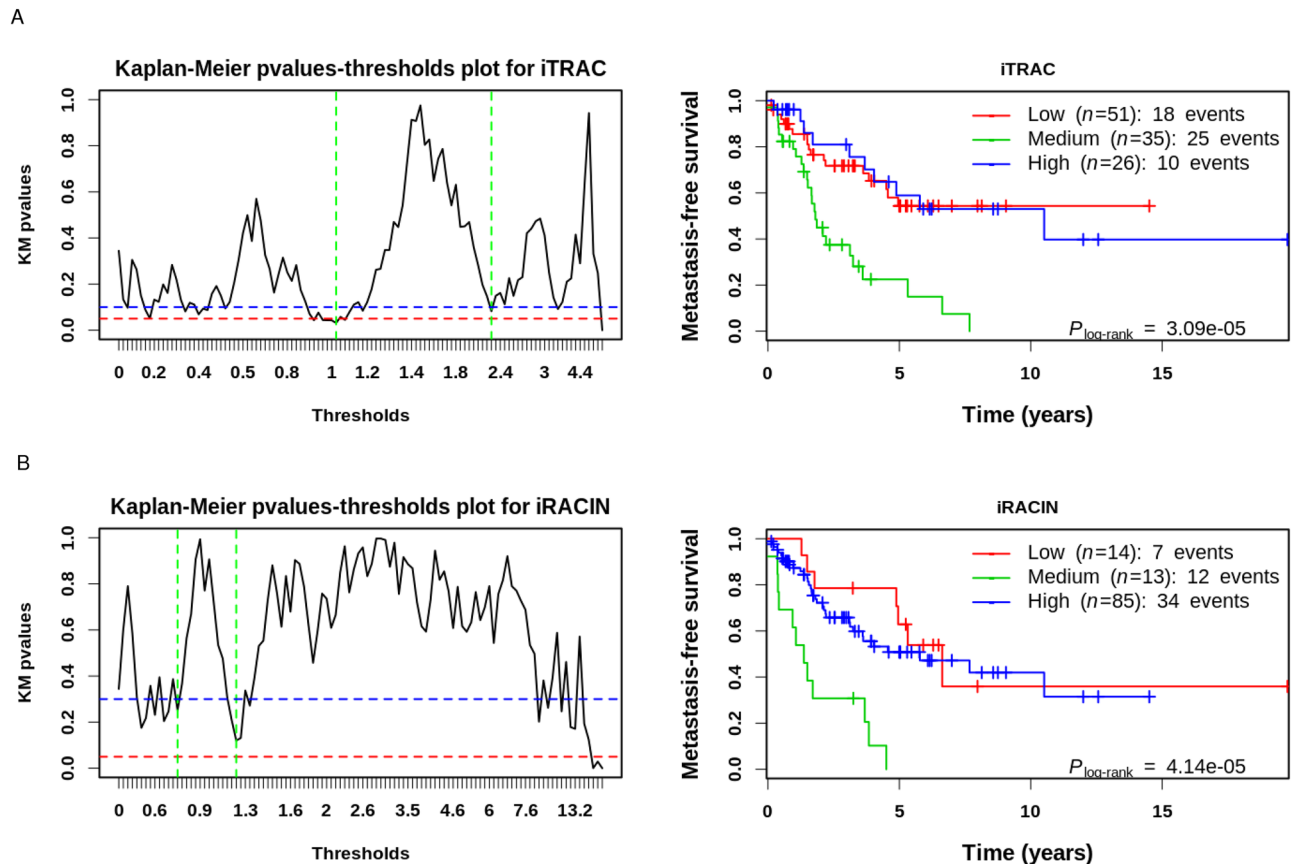 A
Kaplan-Meier pvalues-thresholds plot for iTRAC
KM pvalues
1.0
0.8
0.6
0.4
0.2
0.0
0 0.2 0.4 0.5 0.8 1 1.2 1.4 1.8 2.4 3 4.4
Thresholds
iTRAC
Metastasis-free survival
1.0
0.8
0.6
0.4
0.2
0.0
Low (n=51): 18 events
Medium (n=35): 25 events
High (n=26): 10 events
P log-rank = 3.09e-05
0 5 10 15
Time (years)
B
Kaplan-Meier pvalues-thresholds plot for iRACIN
KM pvalues
1.0
0.8
0.6
0.4
0.2
0.0
0 0.6 0.9 1.3 1.6 2 2.6 3.5 4.6 6 7.6 13.2
Thresholds
iRACIN
Metastasis-free survival
1.0
0.8
0.6
0.4
0.2
0.0
Low (n=14): 7 events
Medium (n=13): 12 events
High (n=85): 34 events
P log-rank = 4.14e-05
0 5 10 15
Time (years)